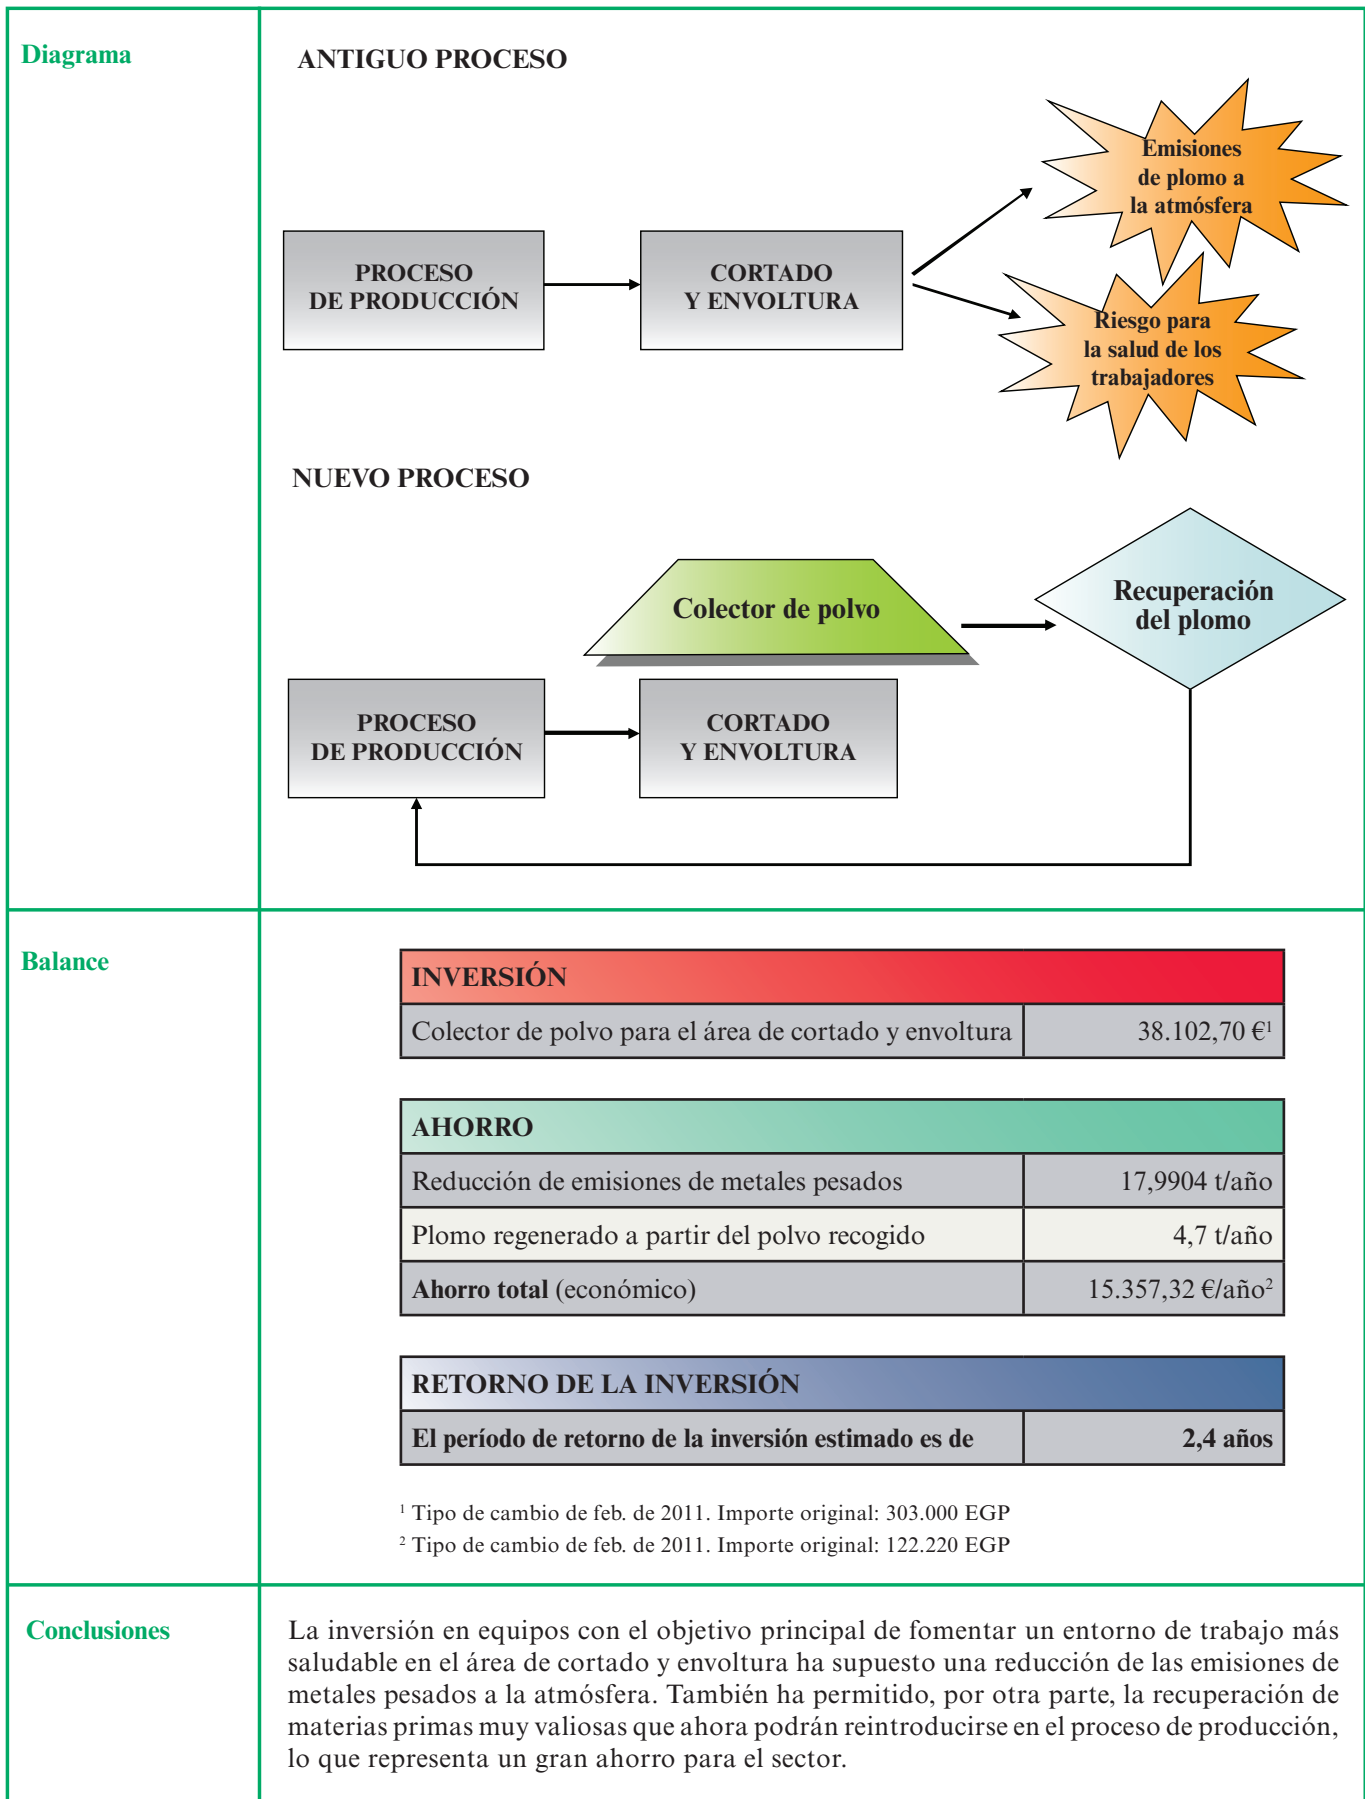 Diagrama
ANTIGUO PROCESO
Emisiones
de plomo a
la atmósfera
PROCESO
DE PRODUCCIÓN
CORTADO
Y ENVOLTURA
Riesgo para
la salud de los
trabajadores
NUEVO PROCESO
Colector de polvo
Recuperación
del plomo
PROCESO
DE PRODUCCIÓN
CORTADO
Y ENVOLTURA
Balance
INVERSIÓN
Colector de polvo para el área de cortado y envoltura 38.102,70 €¹
AHORRO
Reducción de emisiones de metales pesados 17,9904 t/año
Plomo regenerado a partir del polvo recogido 4,7 t/año
Ahorro total (económico) 15.357,32 €/año²
RETORNO DE LA INVERSIÓN
El período de retorno de la inversión estimado es de 2,4 años
¹ Tipo de cambio de feb. de 2011. Importe original: 303.000 EGP
² Tipo de cambio de feb. de 2011. Importe original: 122.220 EGP
Conclusiones
La inversión en equipos con el objetivo principal de fomentar un entorno de trabajo más
saludable en el área de cortado y envoltura ha supuesto una reducción de las emisiones de
metales pesados a la atmósfera. También ha permitido, por otra parte, la recuperación de
materias primas muy valiosas que ahora podrán reintroducirse en el proceso de producción,
lo que representa un gran ahorro para el sector.